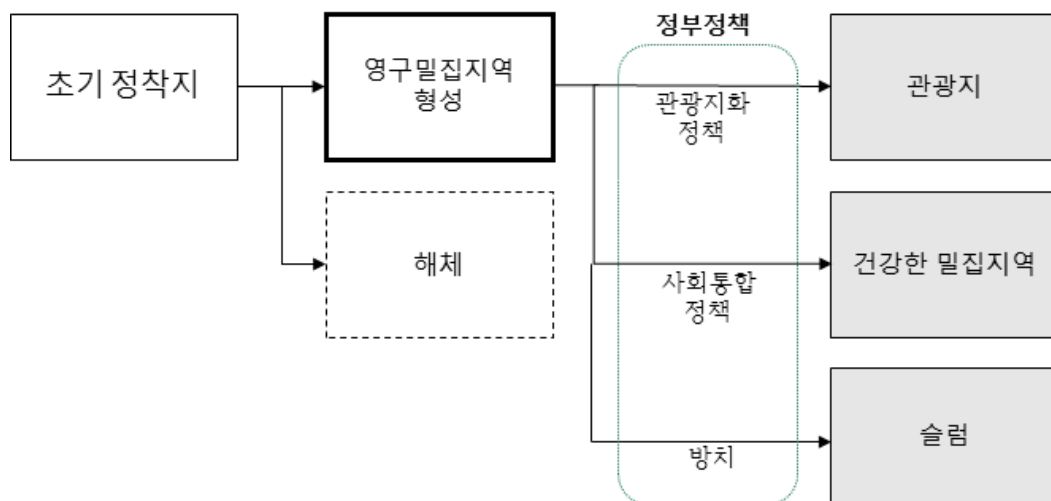 정부정책
초기 정착지
영구밀집지역
형성
관광지화
정책
관광지
해체
사회통합
정책
건강한 밀집지역
방치
슬럼